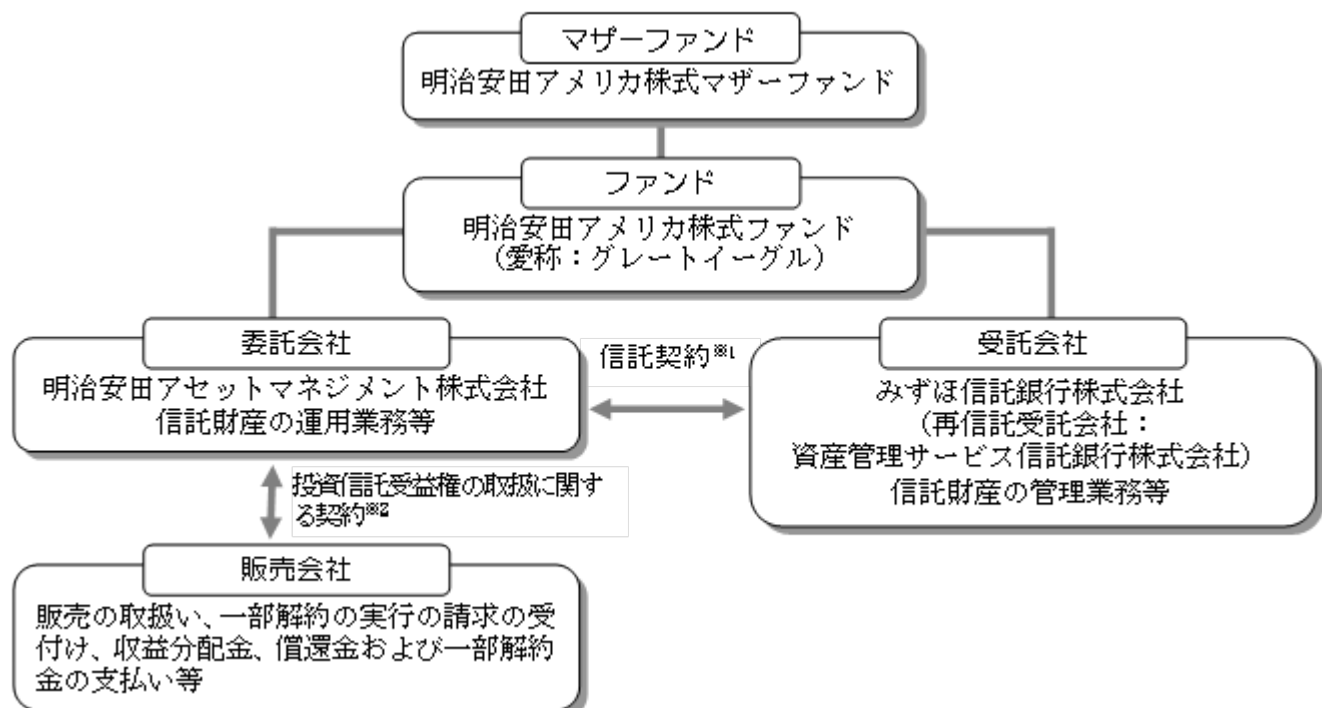 マザーファンド
明治安田アメリカ株式マザーファンド
ファンド
明治安田アメリカ株式ファンド
（愛称：グレートイーグル）
委託会社
明治安田アセットマネジメント株式会社
信託財産の運用業務等
信託契約※1
受託会社
みずほ信託銀行株式会社
（再信託受託会社：
資産管理サービス信託銀行株式会社）
信託財産の管理業務等
投資信託受益権の取扱に関す
る契約※2
販売会社
販売の取扱い、一部解約の実行の請求の受
付け、収益分配金、償還金および一部解約
金の支払い等